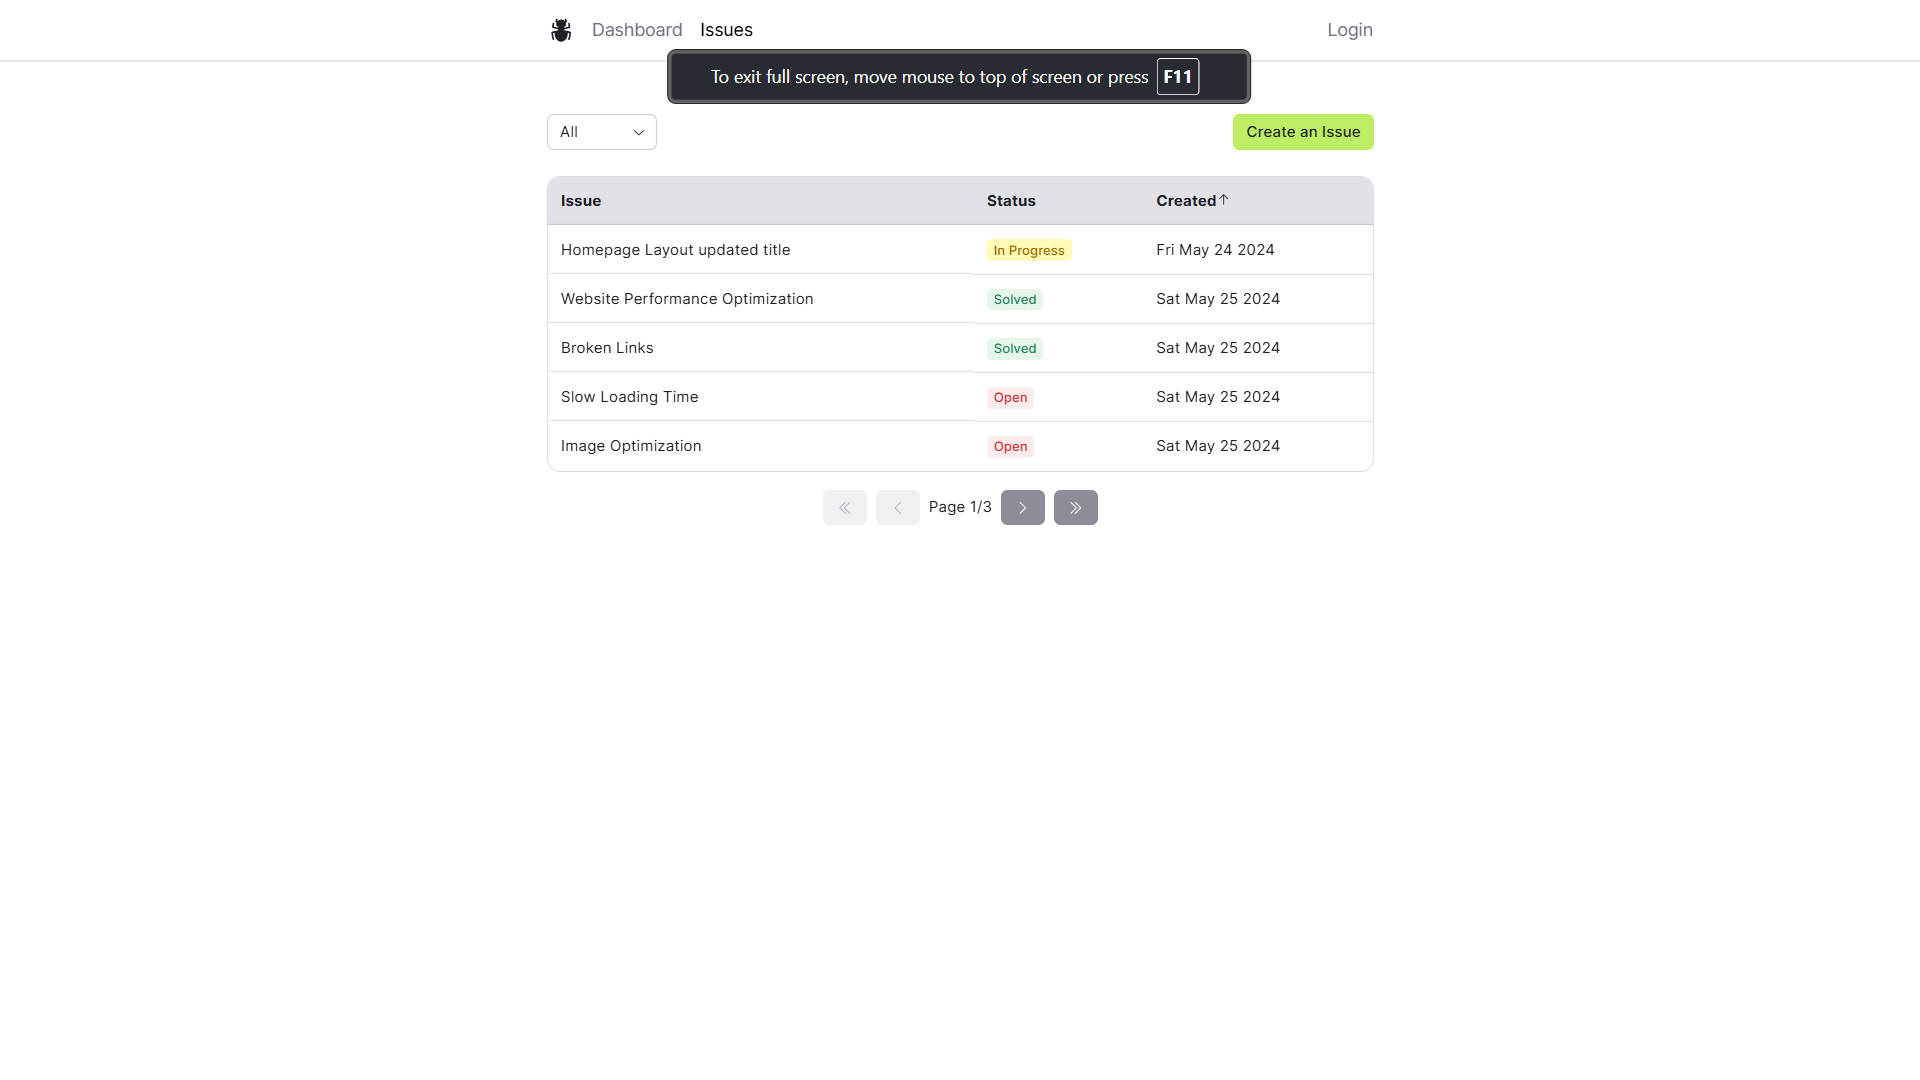 Dashboard Issues Login
To exit full screen, move mouse to top of screen or press F11
All Create an Issue
Issue Status Created↑
Homepage Layout updated title In Progress Fri May 24 2024
Website Performance Optimization Solved Sat May 25 2024
Broken Links Solved Sat May 25 2024
Slow Loading Time Open Sat May 25 2024
Image Optimization Open Sat May 25 2024
Page 1/3